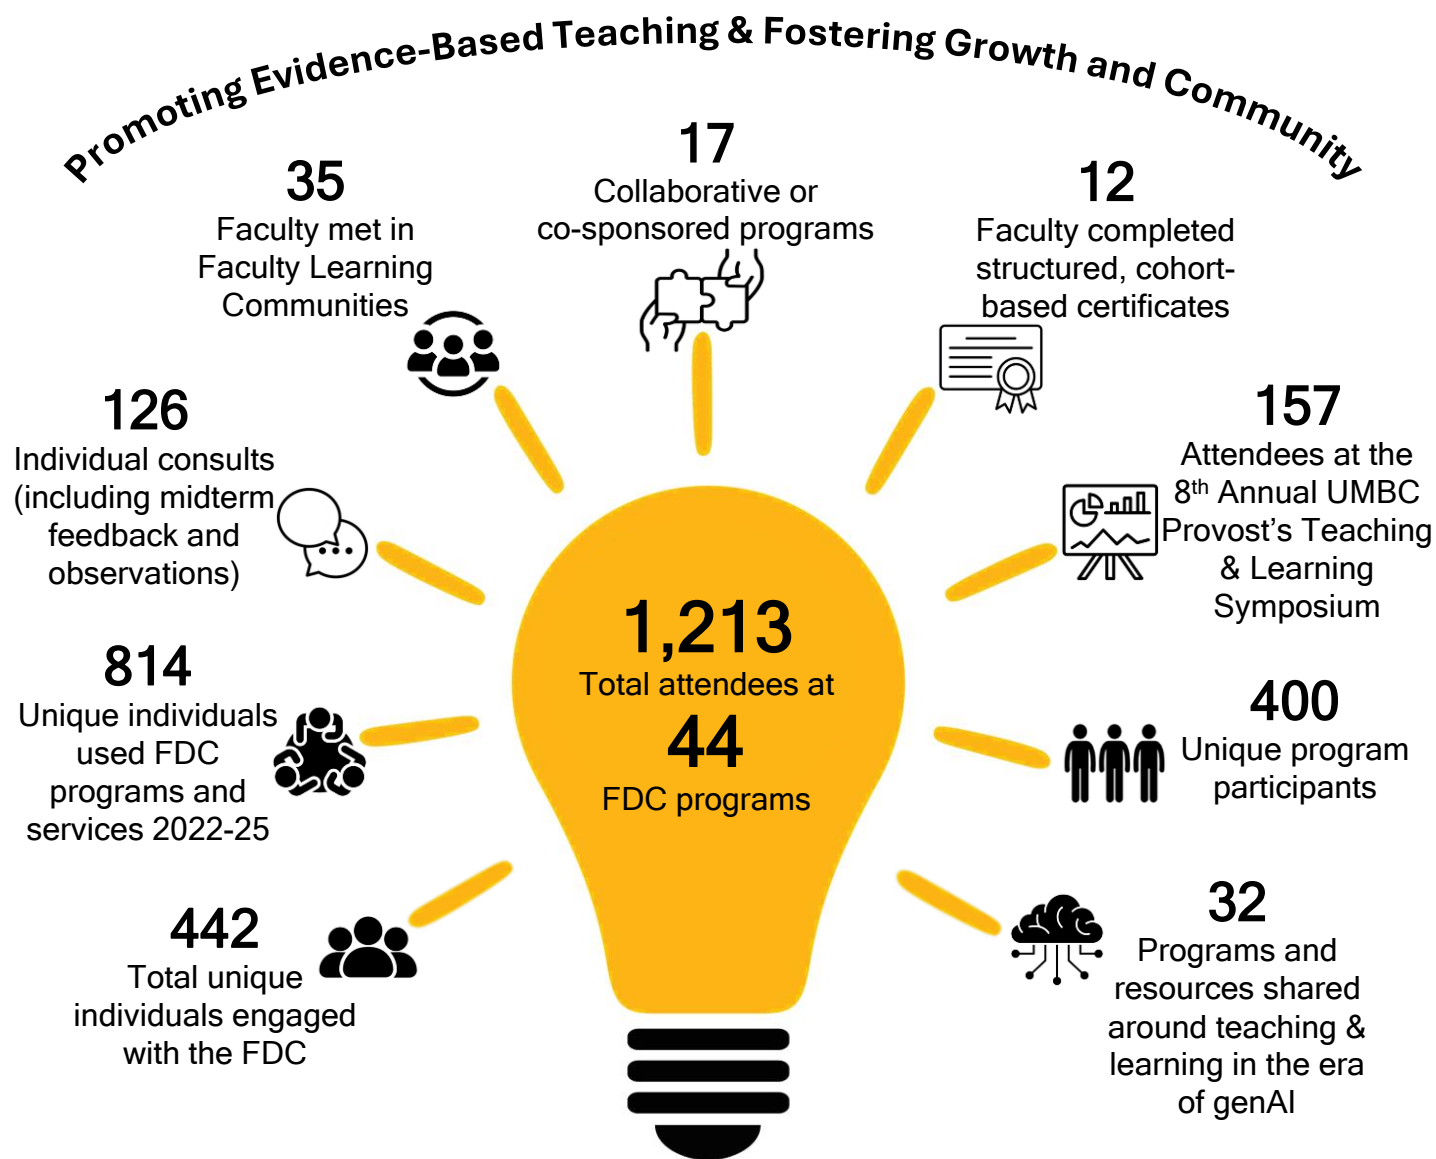 Promoting Evidence-Based Teaching & Fostering Growth and Community
35
Faculty met in
Faculty Learning
Communities
17
Collaborative or
co-sponsored programs
12
Faculty completed
structured, cohort-
based certificates
126
Individual consults
(including midterm
feedback and
observations)
157
Attendees at the
8th Annual UMBC
Provost's Teaching
& Learning
Symposium
1,213
Total attendees at
44
FDC programs
814
Unique individuals
used FDC
programs and
services 2022-25
400
Unique program
participants
442
Total unique
individuals engaged
with the FDC
32
Programs and
resources shared
around teaching &
learning in the era
of genAI